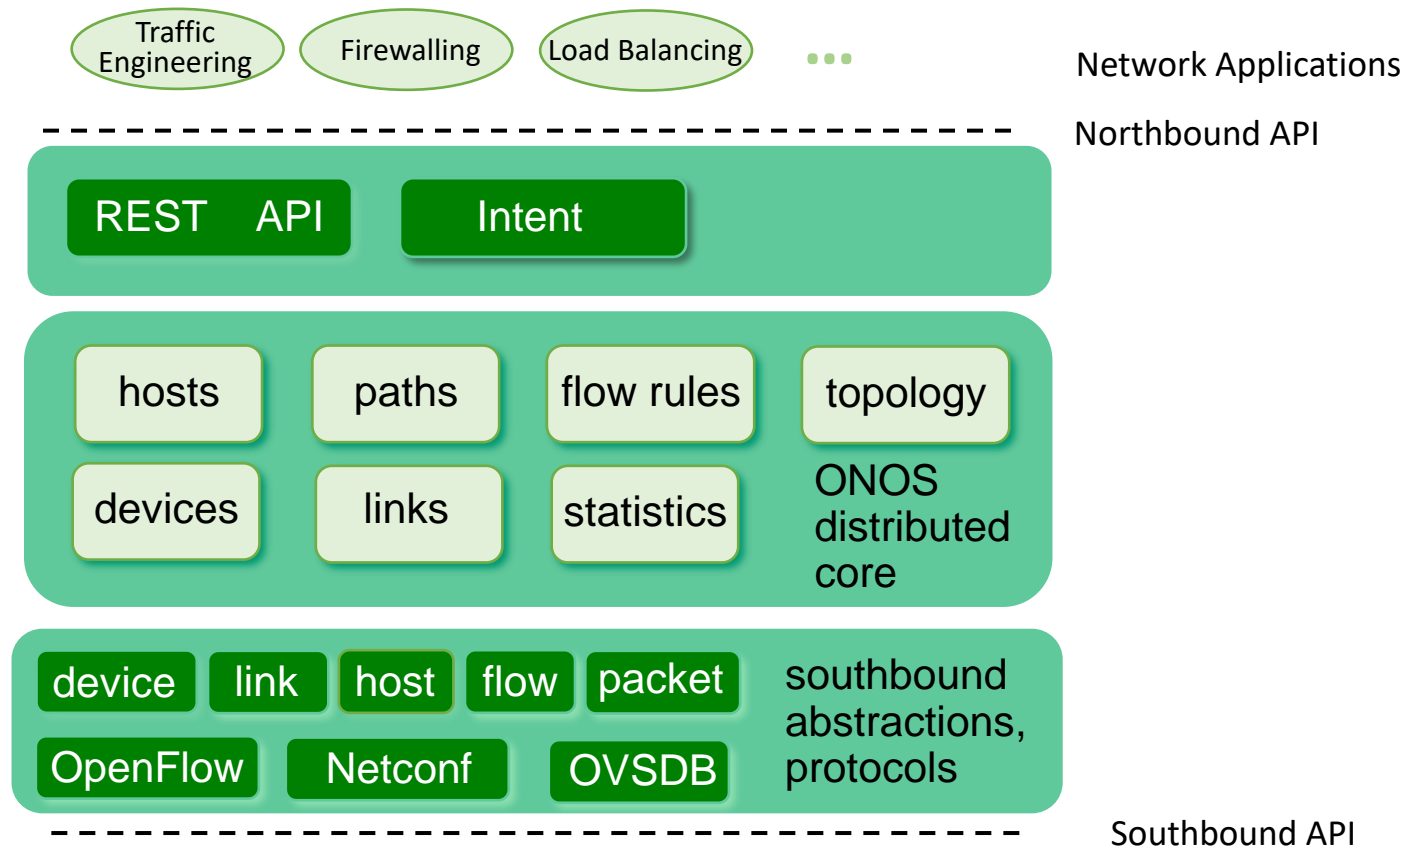 Traffic
Engineering
Firewalling
Load Balancing
...
Network Applications
Northbound API
REST API
Intent
hosts
paths
flow rules
topology
devices
links
statistics
ONOS
distributed
core
device
link
host
flow
packet
southbound
abstractions,
protocols
OpenFlow
Netconf
OVSDB
Southbound API